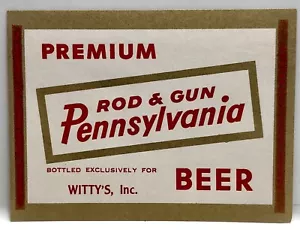 PREMIUM
ROD & GUN
Pennsylvania
BOTTLED EXCLUSIVELY FOR
WITTY'S, Inc.
BEER